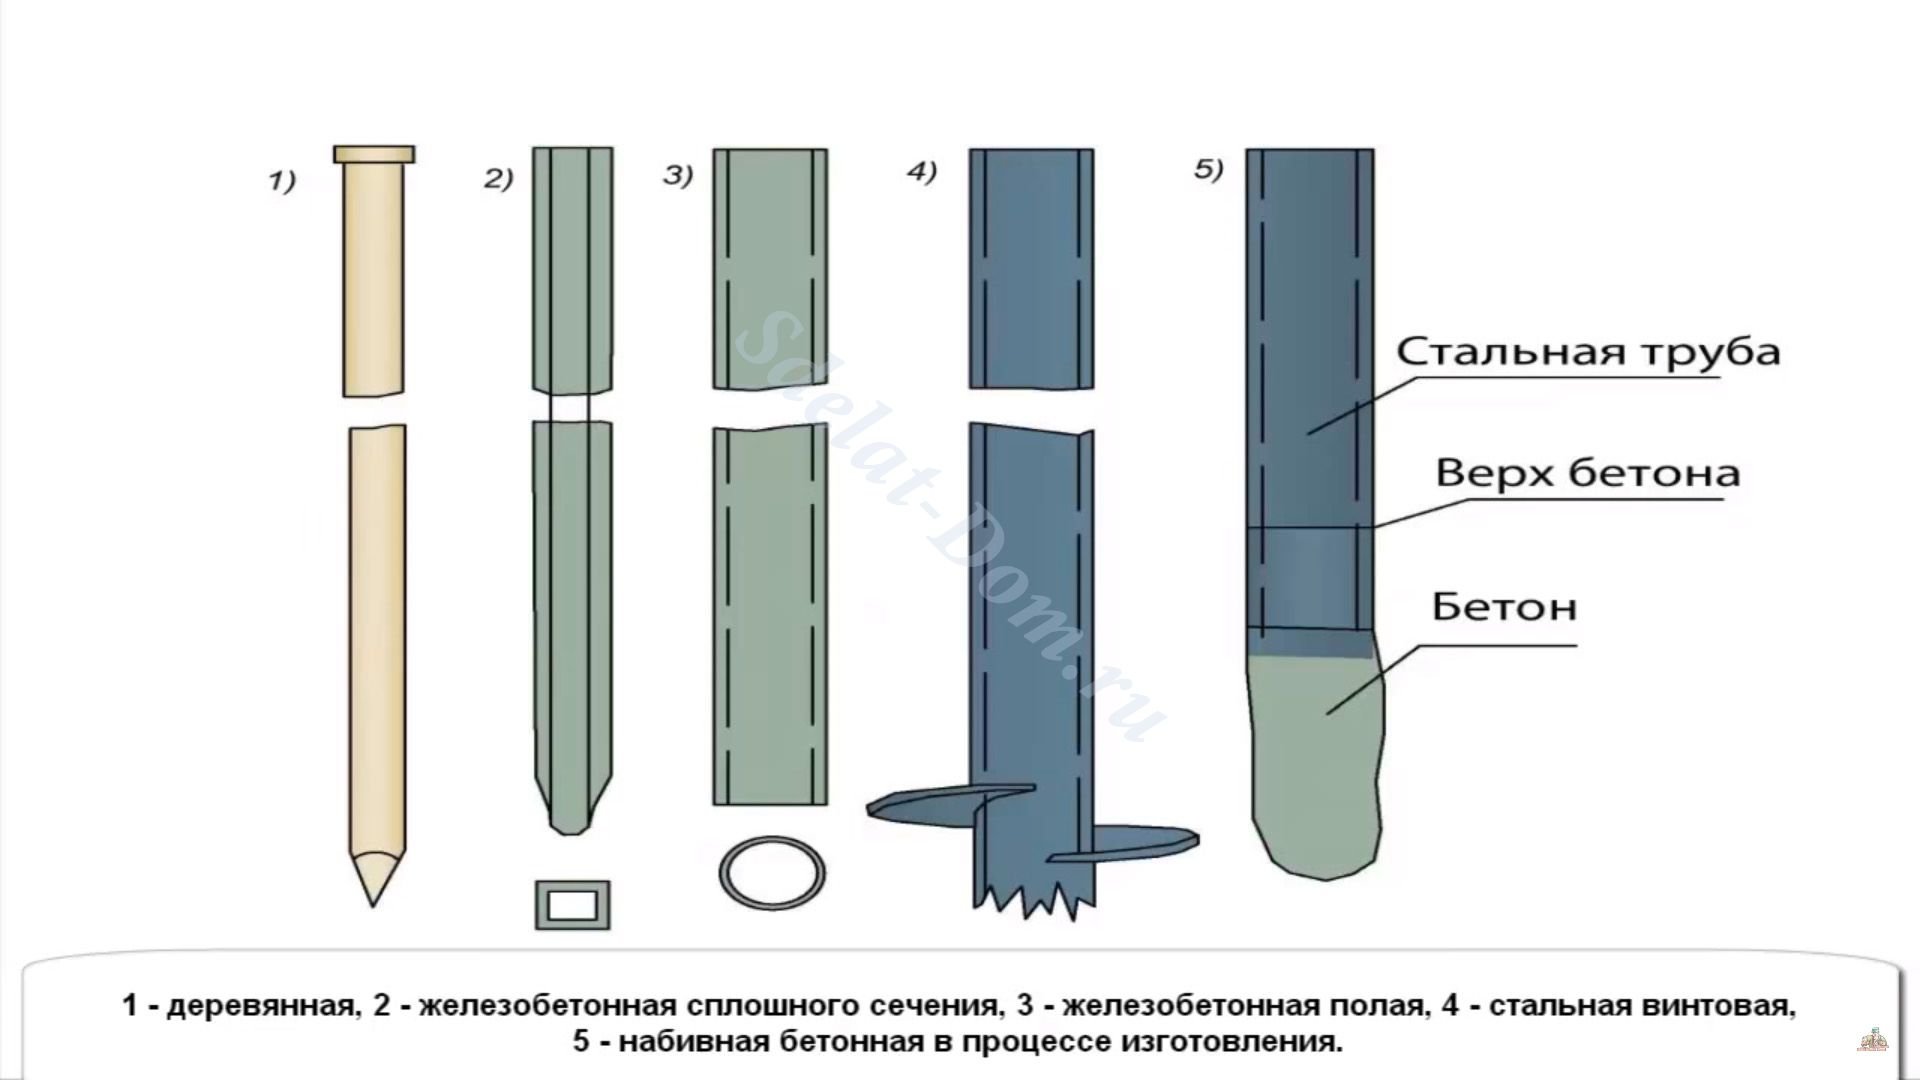 1)
2)
3)
4)
5)
Стальная труба
Верх бетона
Бетон
Sdelat-Dom.ru
1 - деревянная, 2 - железобетонная сплошного сечения, 3 - железобетонная полая, 4 - стальная винтовая,
5 - набивная бетонная в процессе изготовления.